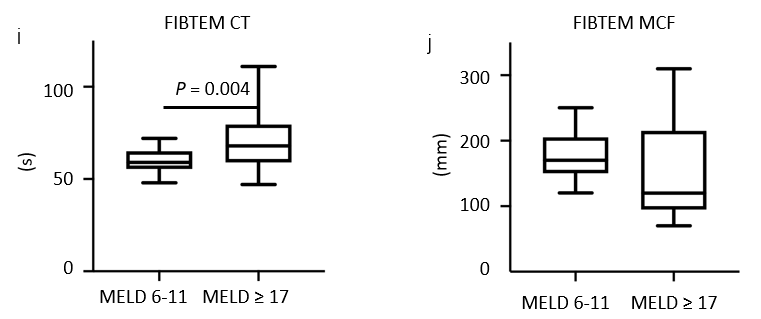 i
FIBTEM CT
100
P = 0.004
(s)
50
0
MELD 6-11 MELD ≥ 17
j
FIBTEM MCF
300
200
(mm)
100
0
MELD 6-11 MELD ≥ 17